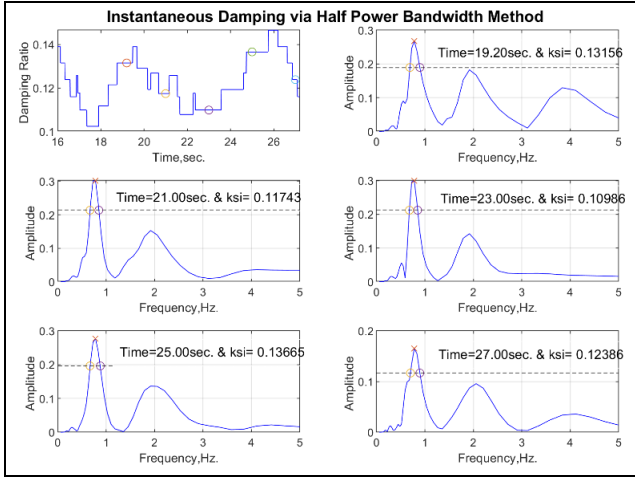 Instantaneous Damping via Half Power Bandwidth Method
Damping Ratio
0.14
0.12
0.1
16 18 20 22 24 26
Time,sec.
Amplitude
0.3
0.2
0.1
0
Time=19.20sec. & ksi= 0.13156
0 1 2 3 4 5
Frequency,Hz.
Amplitude
0.3
0.2
0.1
0
Time=21.00sec. & ksi= 0.11743
0 1 2 3 4 5
Frequency,Hz.
Amplitude
0.3
0.2
0.1
0
Time=23.00sec. & ksi= 0.10986
0 1 2 3 4 5
Frequency,Hz.
Amplitude
0.3
0.2
0.1
0
Time=25.00sec. & ksi= 0.13665
0 1 2 3 4 5
Frequency,Hz.
Amplitude
0.2
0.1
0
Time=27.00sec. & ksi= 0.12386
0 1 2 3 4 5
Frequency,Hz.